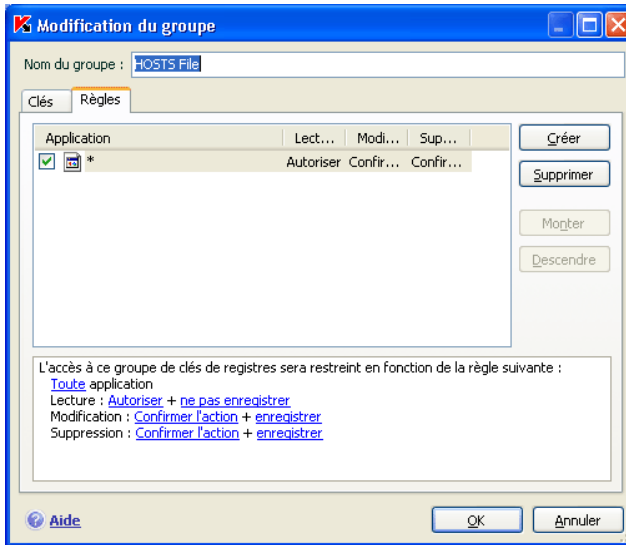 Modification du groupe
Nom du groupe : HOSTS File
Clés Règles
Application Lect... Modi... Sup...
* Autoriser Confir... Confir...
Créer
Supprimer
Monter
Descendre
L'accès à ce groupe de clés de registres sera restreint en fonction de la règle suivante :
Toute application
Lecture : Autoriser + ne pas enregistrer
Modification : Confirmer l'action + enregistrer
Suppression : Confirmer l'action + enregistrer
Aide OK Annuler